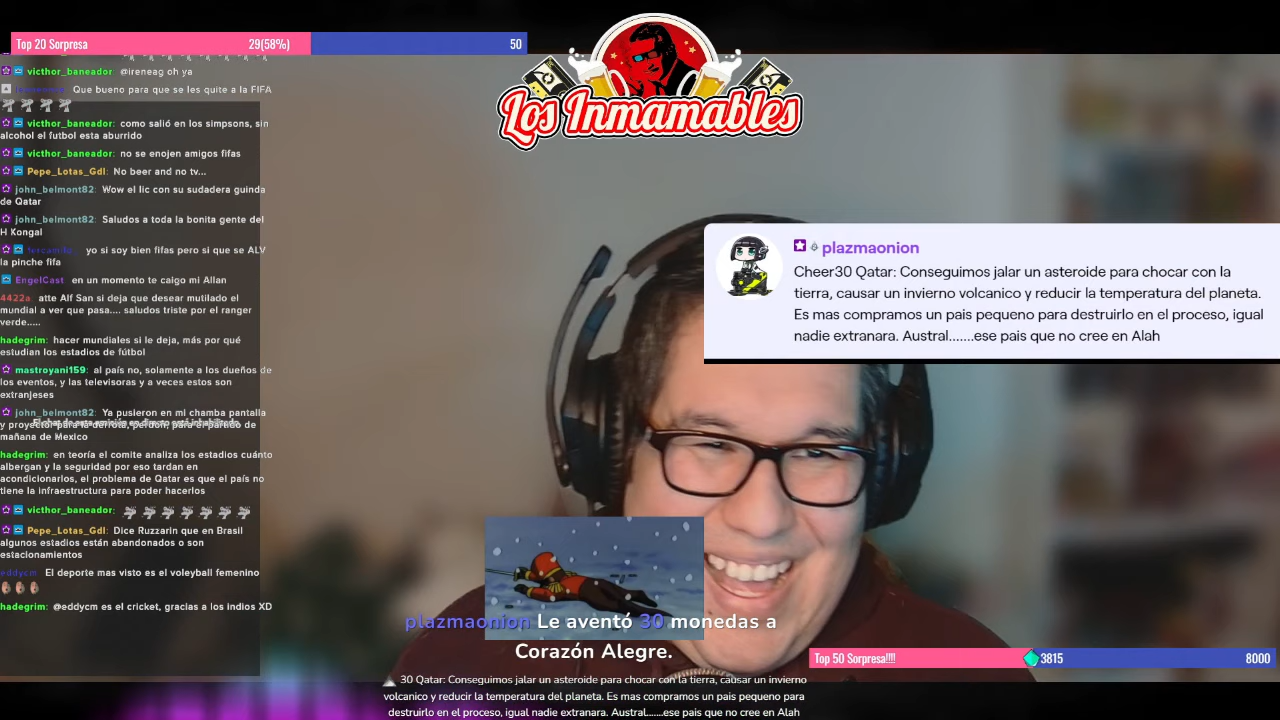 Top 20 Sorpresa 29(58%) 50
Los Inmamables
victhor_baneador: @ireneag oh ya
Que bueno para que se les quite a la FIFA
victhor_baneador: como salió en los simpsons, sin
alcohol el futbol esta aburrido
victhor_baneador: no se enojen amigos fifas
Pepe_Lotas_Gdl: No beer and no tv...
john_belmont82: Wow el lic con su sudadera guinda
de Qatar
john_belmont82: Saludos a toda la bonita gente del
H Kongal
yo si soy bien fifas pero si que se ALV
la pinche fifa
EngelCast en un momento te caigo mi Allan
4422a: atte Alf San si deja que desear mutilado el
mundial a ver que pasa.... saludos triste por el ranger
verde.....
hadegrim: hacer mundiales si le deja, más por qué
estudian los estadios de fútbol
mastroyani159: al país no, solamente a los dueños de
los eventos, y las televisoras y a veces estos son
extranjeses
john_belmont82: Ya pusieron en mi chamba pantalla
y proyector para la derrota, perdon, para el partido de
mañana de Mexico
hadegrim: en teoría el comite analiza los estadios cuánto
albergan y la seguridad por eso tardan en
acondicionarlos, el problema de Qatar es que el país no
tiene la infraestructura para poder hacerlos
victhor_baneador:
Pepe_Lotas_Gdl: Dice Ruzzarin que en Brasil
algunos estadios están abandonados o son
estacionamientos
eddycm El deporte mas visto es el voleyball femenino
hadegrim: @eddycm es el cricket, gracias a los indios XD
plazmaonion
Cheer30 Qatar: Conseguimos jalar un asteroide para chocar con la
tierra, causar un invierno volcanico y reducir la temperatura del planeta.
Es mas compramos un pais pequeno para destruirlo en el proceso, igual
nadie extranara. Austral.......ese pais que no cree en Alah
plazmaonion Le aventó 30 monedas a
Corazón Alegre.
30 Qatar: Conseguimos jalar un asteroide para chocar con la tierra, causar un invierno
volcanico y reducir la temperatura del planeta. Es mas compramos un pais pequeno para
destruirlo en el proceso, igual nadie extranara. Austral.......ese pais que no cree en Alah
Top 50 Sorpresa!!!! 3815 8000